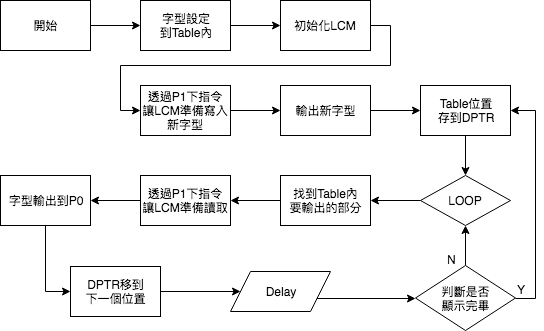 開始
字型設定
到Table內
初始化LCM
透過P1下指令
讓LCM準備寫入
新字型
輸出新字型
Table位置
存到DPTR
字型輸出到P0
透過P1下指令
讓LCM準備讀取
找到Table內
要輸出的部分
LOOP
N
DPTR移到
下一個位置
Delay
判斷是否
顯示完畢
Y